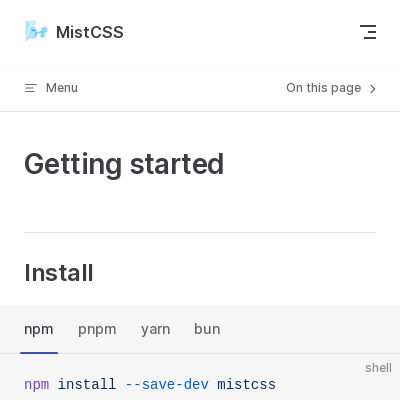 MistCSS
Menu
On this page
Getting started
Install
npm pnpm yarn bun
shell
npm install --save-dev mistcss